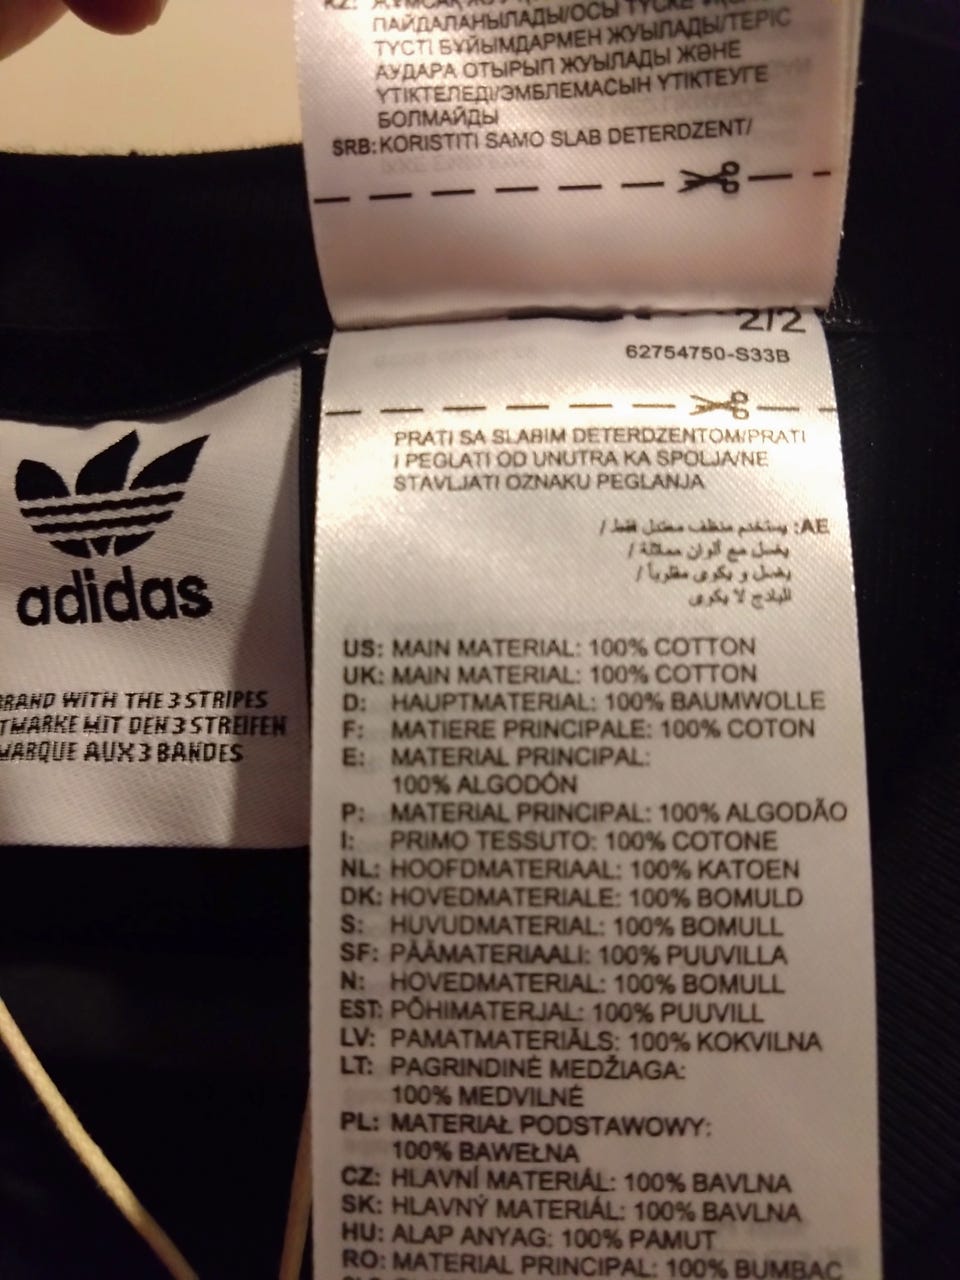 KZ: ЖҰМСАҚ
ПАЙДАЛАНЫЛАДЫ/ОСЫ ТҮСКЕ
ТҮСТІ БҰЙЫМДАРМЕН ЖУЫЛАДЫ/ТЕРІС
АУДАРА ОТЫРЫП ЖУЫЛАДЫ ЖӘНЕ
ҮТІКТЕЛЕДІ/ЭМБЛЕМАСЫН ҮТІКТЕУГЕ
БОЛМАЙДЫ
SRB: KORISTITI SAMO SLAB DETERDZENT/
2/2
62754750-S33B
PRATI SA SLABIM DETERDZENTOM/PRATI
I PEGLATI OD UNUTRA KA SPOLJA/NE
STAVLJATI OZNAKU PEGLANJA
AE: يستخدم منظف معتدل فقط /
يغسل مع ألوان مماثلة /
يغسل و يكوى مقلوباً /
البادج لا يكوى
US: MAIN MATERIAL: 100% COTTON
UK: MAIN MATERIAL: 100% COTTON
D: HAUPTMATERIAL: 100% BAUMWOLLE
F: MATIERE PRINCIPALE: 100% COTON
E: MATERIAL PRINCIPAL:
100% ALGODÓN
P: MATERIAL PRINCIPAL: 100% ALGODÃO
I: PRIMO TESSUTO: 100% COTONE
NL: HOOFDMATERIAAL: 100% KATOEN
DK: HOVEDMATERIALE: 100% BOMULD
S: HUVUDMATERIAL: 100% BOMULL
SF: PÄÄMATERIAALI: 100% PUUVILLA
N: HOVEDMATERIAL: 100% BOMULL
EST: PÕHIMATERJAL: 100% PUUVILL
LV: PAMATMATERIĀLS: 100% KOKVILNA
LT: PAGRINDINĖ MEDŽIAGA:
100% MEDVILNĖ
PL: MATERIAŁ PODSTAWOWY:
100% BAWEŁNA
CZ: HLAVNÍ MATERIÁL: 100% BAVLNA
SK: HLAVNÝ MATERIÁL: 100% BAVLNA
HU: ALAP ANYAG: 100% PAMUT
RO: MATERIAL PRINCIPAL: 100% BUMBAC
adidas
BRAND WITH THE 3 STRIPES
MARKE MIT DEN 3 STREIFEN
MARQUE AUX 3 BANDES